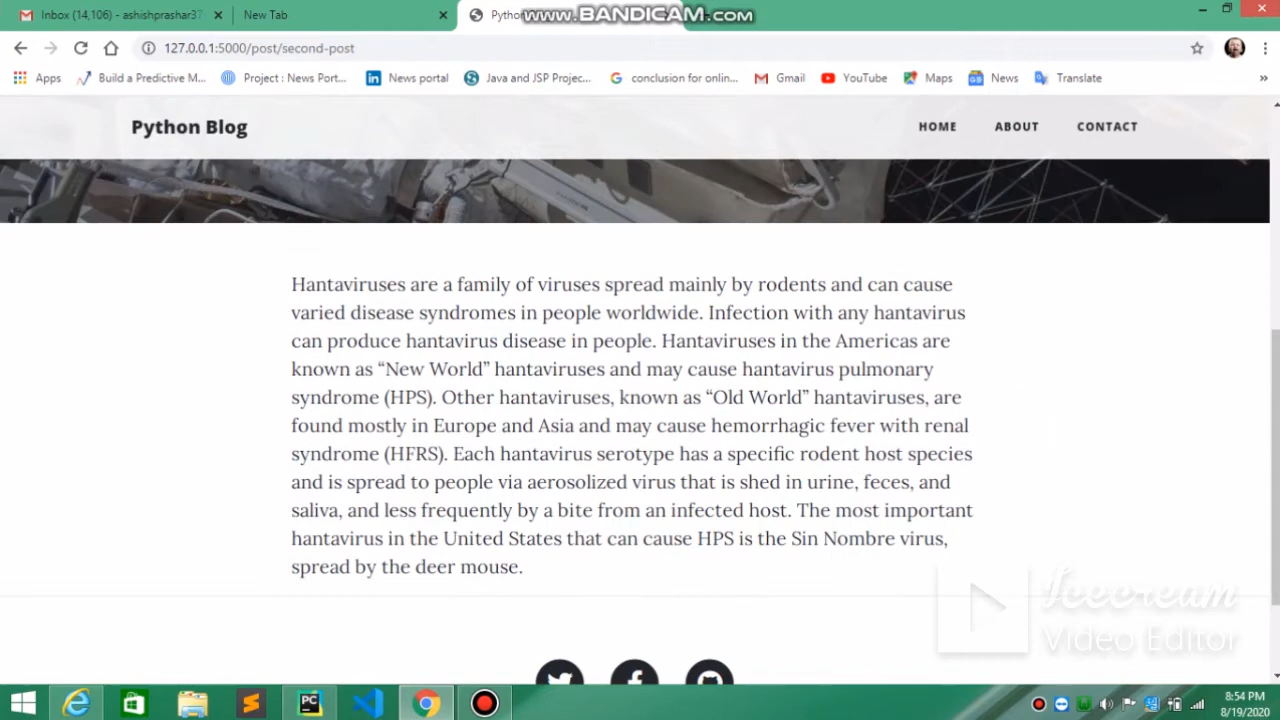 Inbox (14,106) - ashishprashar37
New Tab
Python
www.BANDICAM.com
127.0.0.1:5000/post/second-post
Apps
Build a Predictive M...
Project : News Port...
News portal
Java and JSP Projec...
conclusion for onlin...
Gmail
YouTube
Maps
News
Translate
»
Python Blog
HOME
ABOUT
CONTACT
Hantaviruses are a family of viruses spread mainly by rodents and can cause
varied disease syndromes in people worldwide. Infection with any hantavirus
can produce hantavirus disease in people. Hantaviruses in the Americas are
known as “New World” hantaviruses and may cause hantavirus pulmonary
syndrome (HPS). Other hantaviruses, known as “Old World” hantaviruses, are
found mostly in Europe and Asia and may cause hemorrhagic fever with renal
syndrome (HFRS). Each hantavirus serotype has a specific rodent host species
and is spread to people via aerosolized virus that is shed in urine, feces, and
saliva, and less frequently by a bite from an infected host. The most important
hantavirus in the United States that can cause HPS is the Sin Nombre virus,
spread by the deer mouse.
Icecream
Video Editor
PC
8:54 PM
8/19/2020